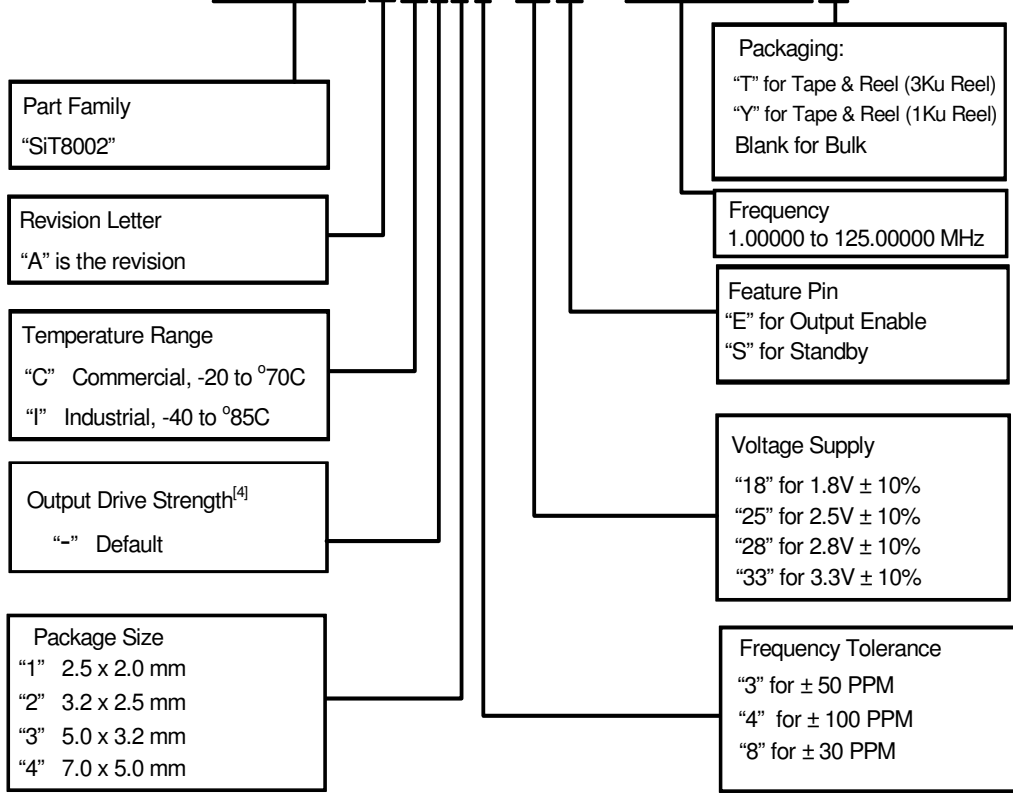 Part Family
“SiT8002”
Revision Letter
“A” is the revision
Temperature Range
“C” Commercial, -20 to ⁰70C
“I” Industrial, -40 to ⁰85C
Output Drive Strength[4]
“-” Default
Package Size
“1” 2.5 x 2.0 mm
“2” 3.2 x 2.5 mm
“3” 5.0 x 3.2 mm
“4” 7.0 x 5.0 mm
Packaging:
“T” for Tape & Reel (3Ku Reel)
“Y” for Tape & Reel (1Ku Reel)
Blank for Bulk
Frequency
1.00000 to 125.00000 MHz
Feature Pin
“E” for Output Enable
“S” for Standby
Voltage Supply
“18” for 1.8V ± 10%
“25” for 2.5V ± 10%
“28” for 2.8V ± 10%
“33” for 3.3V ± 10%
Frequency Tolerance
“3” for ± 50 PPM
“4” for ± 100 PPM
“8” for ± 30 PPM